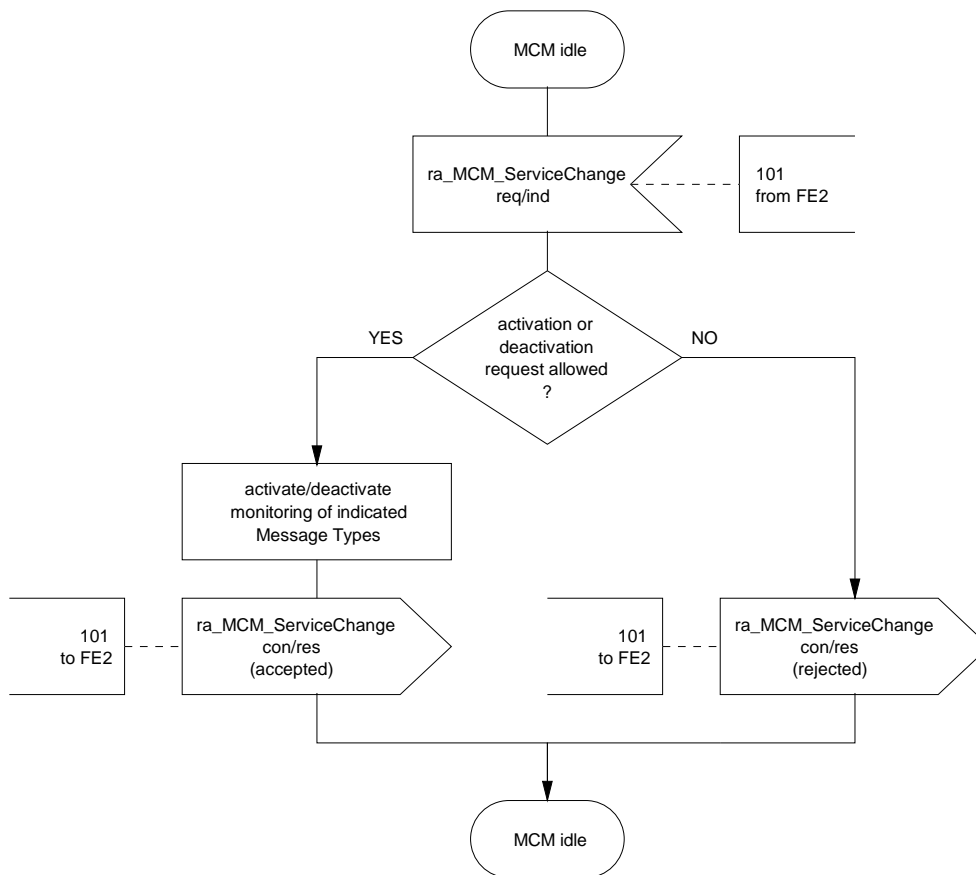 MCM idle
ra_MCM_ServiceChange
req/ind
101
from FE2
YES
activation or
deactivation
request allowed
?
NO
activate/deactivate
monitoring of indicated
Message Types
101
to FE2
ra_MCM_ServiceChange
con/res
(accepted)
101
to FE2
ra_MCM_ServiceChange
con/res
(rejected)
MCM idle